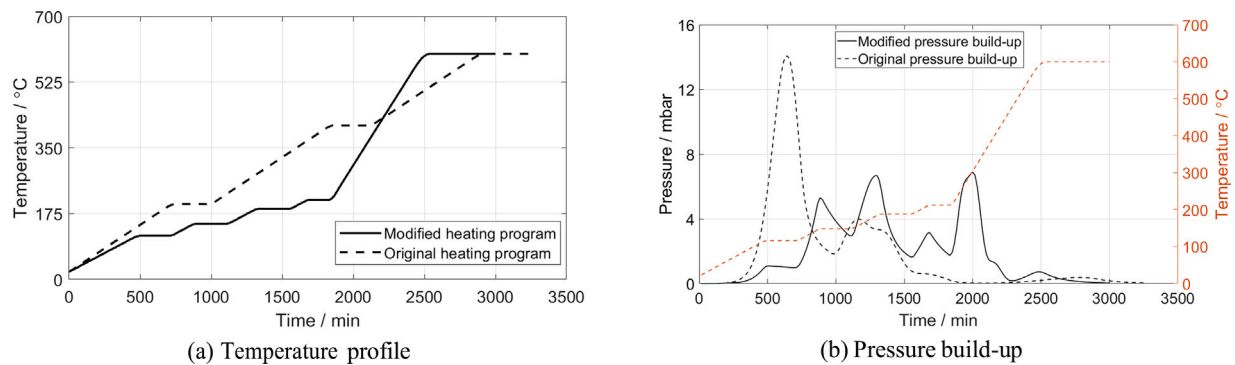 700
525
350
175
0
Temperature / °C
Modified heating program
Original heating program
0 500 1000 1500 2000 2500 3000 3500
Time / min
(a) Temperature profile
16
12
8
4
0
Pressure / mbar
Modified pressure build-up
Original pressure build-up
700
600
500
400
300
200
100
0
Temperature / °C
0 500 1000 1500 2000 2500 3000 3500
Time / min
(b) Pressure build-up